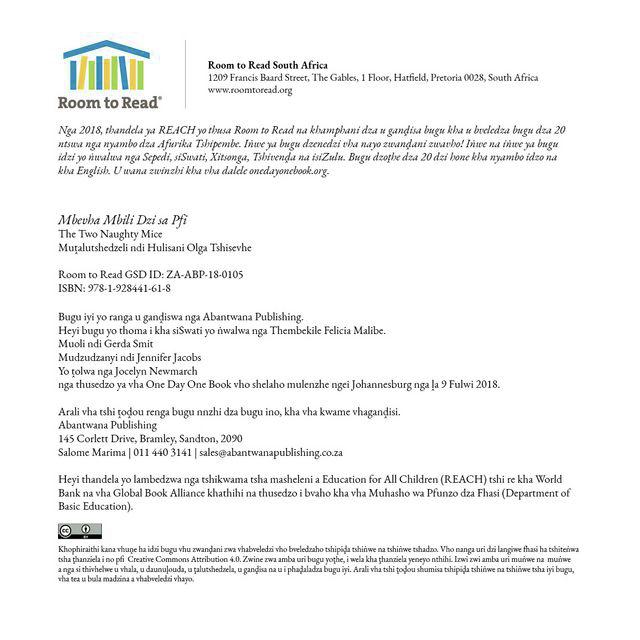 Room to Read®
Room to Read South Africa
1209 Francis Baard Street, The Gables, 1 Floor, Hatfield, Pretoria 0028, South Africa
www.roomtoread.org
Nga 2018, thandela ya REACH yo thusa Room to Read na khamphani dza u gandisa bugu kha u bveledza bugu dza 20
ntswa nga nyambo dza Afurika Tshipembe. Iṅwe ya bugu dzenedzi vha nayo zwanḓani zwavho! Iṅwe na iṅwe ya bugu
idzi yo ṅwalwa nga Sepedi, siSwati, Xitsonga, Tshivenḓa na isiZulu. Bugu dzoṱhe dza 20 dzi hone kha nyambo idzo na
kha English. U wana zwinzhi kha vha dalele onedayonebook.org.
Mbevha Mbili Dzi sa Pfi
The Two Naughty Mice
Muṱalutshedzeli ndi Hulisani Olga Tshisevhe
Room to Read GSD ID: ZA-ABP-18-0105
ISBN: 978-1-928441-61-8
Bugu iyi yo ranga u ganḓiswa nga Abantwana Publishing.
Heyi bugu yo thoma i kha siSwati yo ṅwalwa nga Thembekile Felicia Malibe.
Muoli ndi Gerda Smit
Mudzudzanyi ndi Jennifer Jacobs
Yo ṱolwa nga Jocelyn Newmarch
nga thusedzo ya vha One Day One Book vho shelaho mulenzhe ngei Johannesburg nga ḽa 9 Fulwi 2018.
Arali vha tshi ṱoḓou renga bugu nnzhi dza bugu ino, kha vha kwame vhaganḓisi.
Abantwana Publishing
145 Corlett Drive, Bramley, Sandton, 2090
Salome Marima | 011 440 3141 | sales@abantwanapublishing.co.za
Heyi thandela yo lambedzwa nga tshikwama tsha masheleni a Education for All Children (REACH) tshi re kha World
Bank na vha Global Book Alliance khathihi na thusedzo i bvaho kha vha Muhasho wa Pfunzo dza Fhasi (Department of
Basic Education).
cc BY
Khophiraithi kana vhuṋe ha idzi bugu vhu zwanḓani zwa vhabveledzi vho bveledzaho tshipiḓa tshiṅwe na tshiṅwe tshadzo. Vho nanga uri dzi langiwe fhasi ha tshiteṅwa
tsha ṱhanziela i no pfi Creative Commons Attribution 4.0. Zwine zwa amba uri bugu yoṱhe, i wela kha ṱhanziela yeneyo nthihi. Izwi zwi amba uri muṅwe na muṅwe
a nga si thivhelwe u vhala, u daunuḽouda, u ṱalutshedzela, u ganḓisa na u i phaḓaladza bugu iyi. Arali vha tshi ṱoḓou shumisa tshipiḓa tshiṅwe na tshiṅwe tsha iyi bugu,
vha tea u bula madzina a vhabveledzi vhayo.